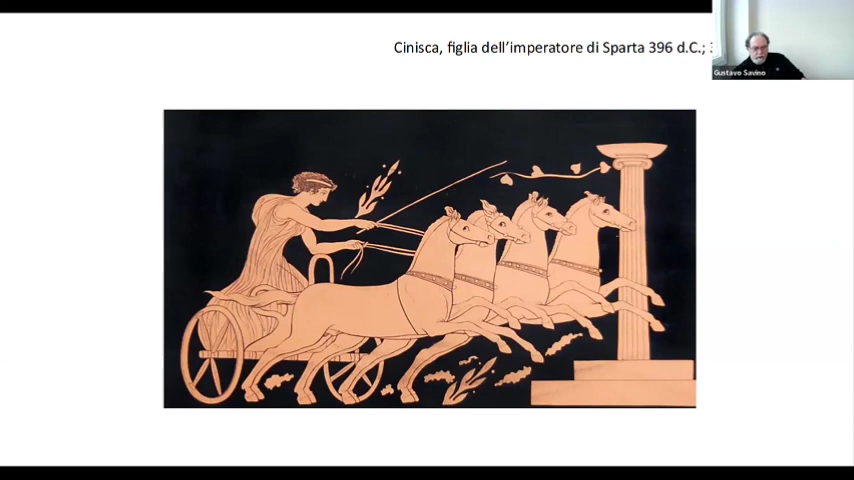 Cinisca, figlia dell'imperatore di Sparta 396 d.C.;
Gustavo Savino